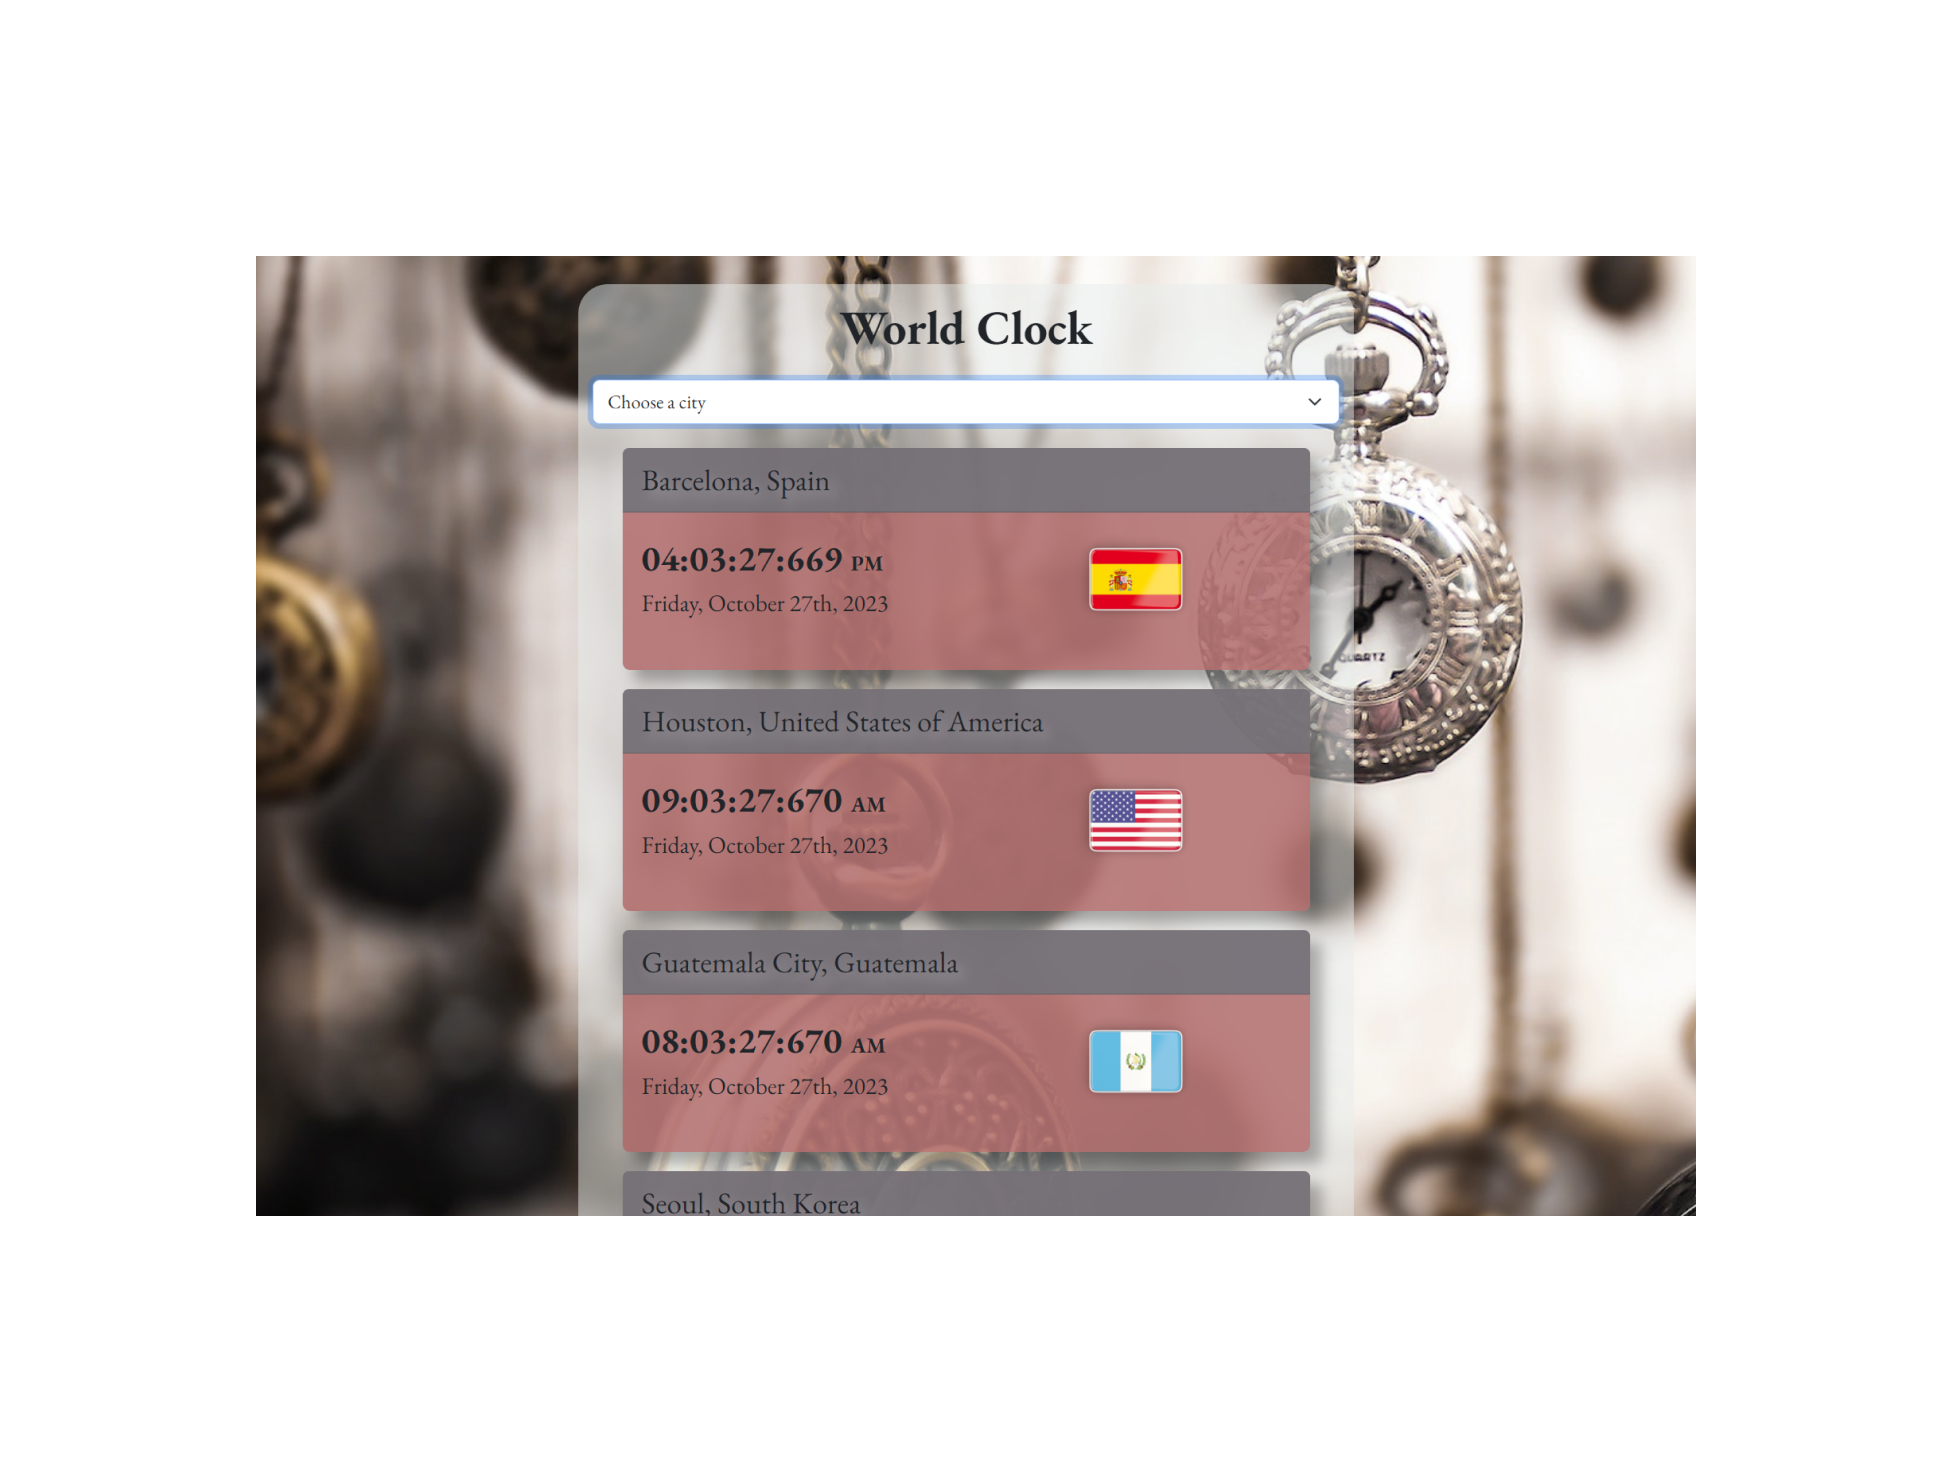 World Clock
Choose a city
Barcelona, Spain
04:03:27:669 PM
Friday, October 27th, 2023
QUARTZ
Houston, United States of America
09:03:27:670 AM
Friday, October 27th, 2023
Guatemala City, Guatemala
08:03:27:670 AM
Friday, October 27th, 2023
Seoul, South Korea